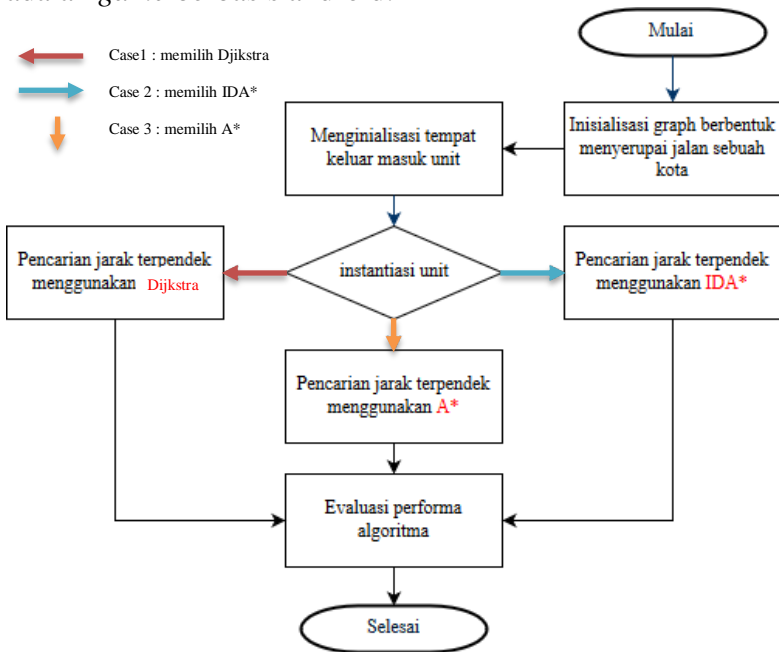 Case1 : memilih Djikstra
Case 2 : memilih IDA*
Case 3 : memilih A*
Mulai
Inisialisasi graph berbentuk
menyerupai jalan sebuah
kota
Menginialisasi tempat
keluar masuk unit
instantiasi unit
Pencarian jarak terpendek
menggunakan Dijkstra
Pencarian jarak terpendek
menggunakan IDA*
Pencarian jarak terpendek
menggunakan A*
Evaluasi performa
algoritma
Selesai